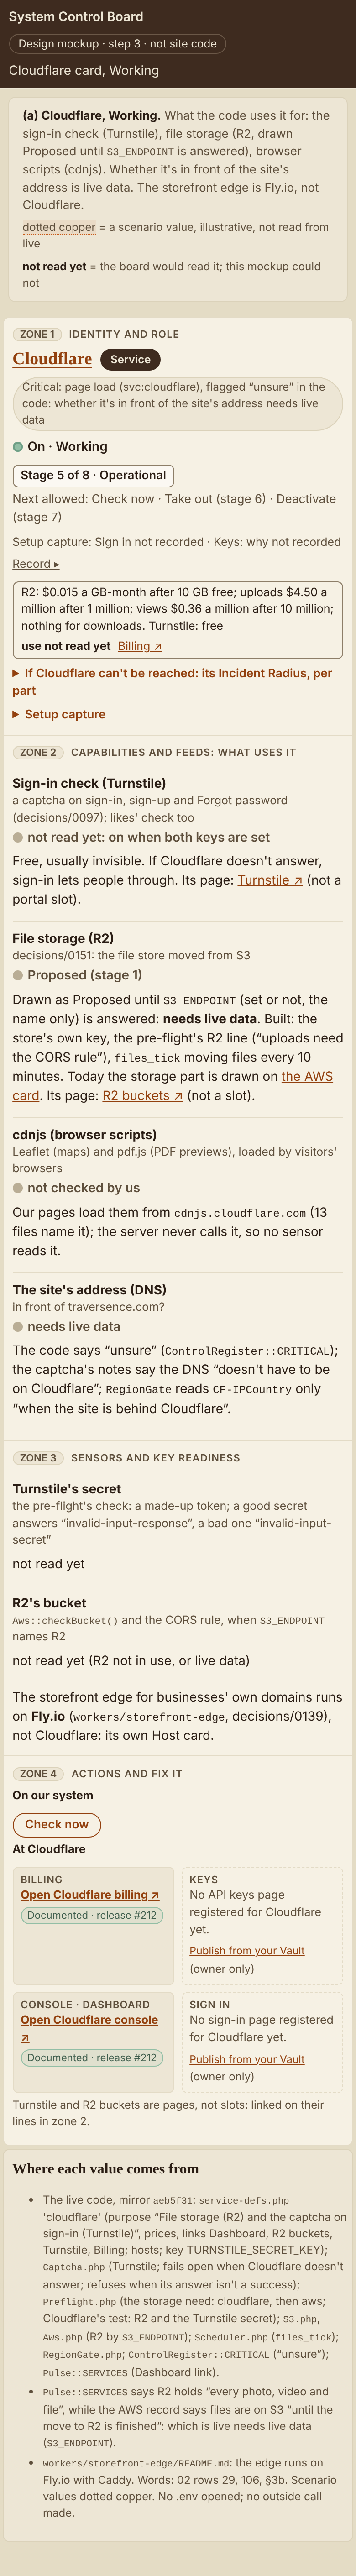 System Control Board
Design mockup · step 3 · not site code
Cloudflare card, Working
(a) Cloudflare, Working. What the code uses it for: the
sign-in check (Turnstile), file storage (R2, drawn
Proposed until S3_ENDPOINT is answered), browser
scripts (cdnjs). Whether it's in front of the site's
address is live data. The storefront edge is Fly.io, not
Cloudflare.
dotted copper = a scenario value, illustrative, not read from
live
not read yet = the board would read it; this mockup could
not
ZONE 1 IDENTITY AND ROLE
Cloudflare Service
Critical: page load (svc:cloudflare), flagged “unsure” in the
code: whether it's in front of the site's address needs live
data
On · Working
Stage 5 of 8 · Operational
Next allowed: Check now · Take out (stage 6) · Deactivate
(stage 7)
Setup capture: Sign in not recorded · Keys: why not recorded
Record ▸
R2: $0.015 a GB-month after 10 GB free; uploads $4.50 a
million after 1 million; views $0.36 a million after 10 million;
nothing for downloads. Turnstile: free
use not read yet Billing ↗
▶ If Cloudflare can't be reached: its Incident Radius, per
part
▶ Setup capture
ZONE 2 CAPABILITIES AND FEEDS: WHAT USES IT
Sign-in check (Turnstile)
a captcha on sign-in, sign-up and Forgot password
(decisions/0097); likes' check too
not read yet: on when both keys are set
Free, usually invisible. If Cloudflare doesn't answer,
sign-in lets people through. Its page: Turnstile ↗ (not a
portal slot).
File storage (R2)
decisions/0151: the file store moved from S3
Proposed (stage 1)
Drawn as Proposed until S3_ENDPOINT (set or not, the
name only) is answered: needs live data. Built: the
store's own key, the pre-flight's R2 line (“uploads need
the CORS rule”), files_tick moving files every 10
minutes. Today the storage part is drawn on the AWS
card. Its page: R2 buckets ↗ (not a slot).
cdnjs (browser scripts)
Leaflet (maps) and pdf.js (PDF previews), loaded by visitors'
browsers
not checked by us
Our pages load them from cdnjs.cloudflare.com (13
files name it); the server never calls it, so no sensor
reads it.
The site's address (DNS)
in front of traversence.com?
needs live data
The code says “unsure” (ControlRegister::CRITICAL);
the captcha's notes say the DNS “doesn't have to be
on Cloudflare”; RegionGate reads CF-IPCountry only
“when the site is behind Cloudflare”.
ZONE 3 SENSORS AND KEY READINESS
Turnstile's secret
the pre-flight's check: a made-up token; a good secret
answers “invalid-input-response”, a bad one “invalid-input-
secret”
not read yet
R2's bucket
Aws::checkBucket() and the CORS rule, when S3_ENDPOINT
names R2
not read yet (R2 not in use, or live data)
The storefront edge for businesses' own domains runs
on Fly.io (workers/storefront-edge, decisions/0139),
not Cloudflare: its own Host card.
ZONE 4 ACTIONS AND FIX IT
On our system
Check now
At Cloudflare
BILLING
Open Cloudflare billing ↗
Documented · release #212
KEYS
No API keys page
registered for Cloudflare
yet.
Publish from your Vault
(owner only)
CONSOLE · DASHBOARD
Open Cloudflare console
↗
Documented · release #212
SIGN IN
No sign-in page registered
for Cloudflare yet.
Publish from your Vault
(owner only)
Turnstile and R2 buckets are pages, not slots: linked on their
lines in zone 2.
Where each value comes from
• The live code, mirror aeb5f31: service-defs.php
'cloudflare' (purpose “File storage (R2) and the captcha on
sign-in (Turnstile)”, prices, links Dashboard, R2 buckets,
Turnstile, Billing; hosts; key TURNSTILE_SECRET_KEY);
Captcha.php (Turnstile; fails open when Cloudflare doesn't
answer; refuses when its answer isn't a success);
Preflight.php (the storage need: cloudflare, then aws;
Cloudflare's test: R2 and the Turnstile secret); S3.php,
Aws.php (R2 by S3_ENDPOINT); Scheduler.php (files_tick);
RegionGate.php; ControlRegister::CRITICAL (“unsure”);
Pulse::SERVICES (Dashboard link).
• Pulse::SERVICES says R2 holds “every photo, video and
file”, while the AWS record says files are on S3 “until the
move to R2 is finished”: which is live needs live data
(S3_ENDPOINT).
• workers/storefront-edge/README.md: the edge runs on
Fly.io with Caddy. Words: 02 rows 29, 106, §3b. Scenario
values dotted copper. No .env opened; no outside call
made.